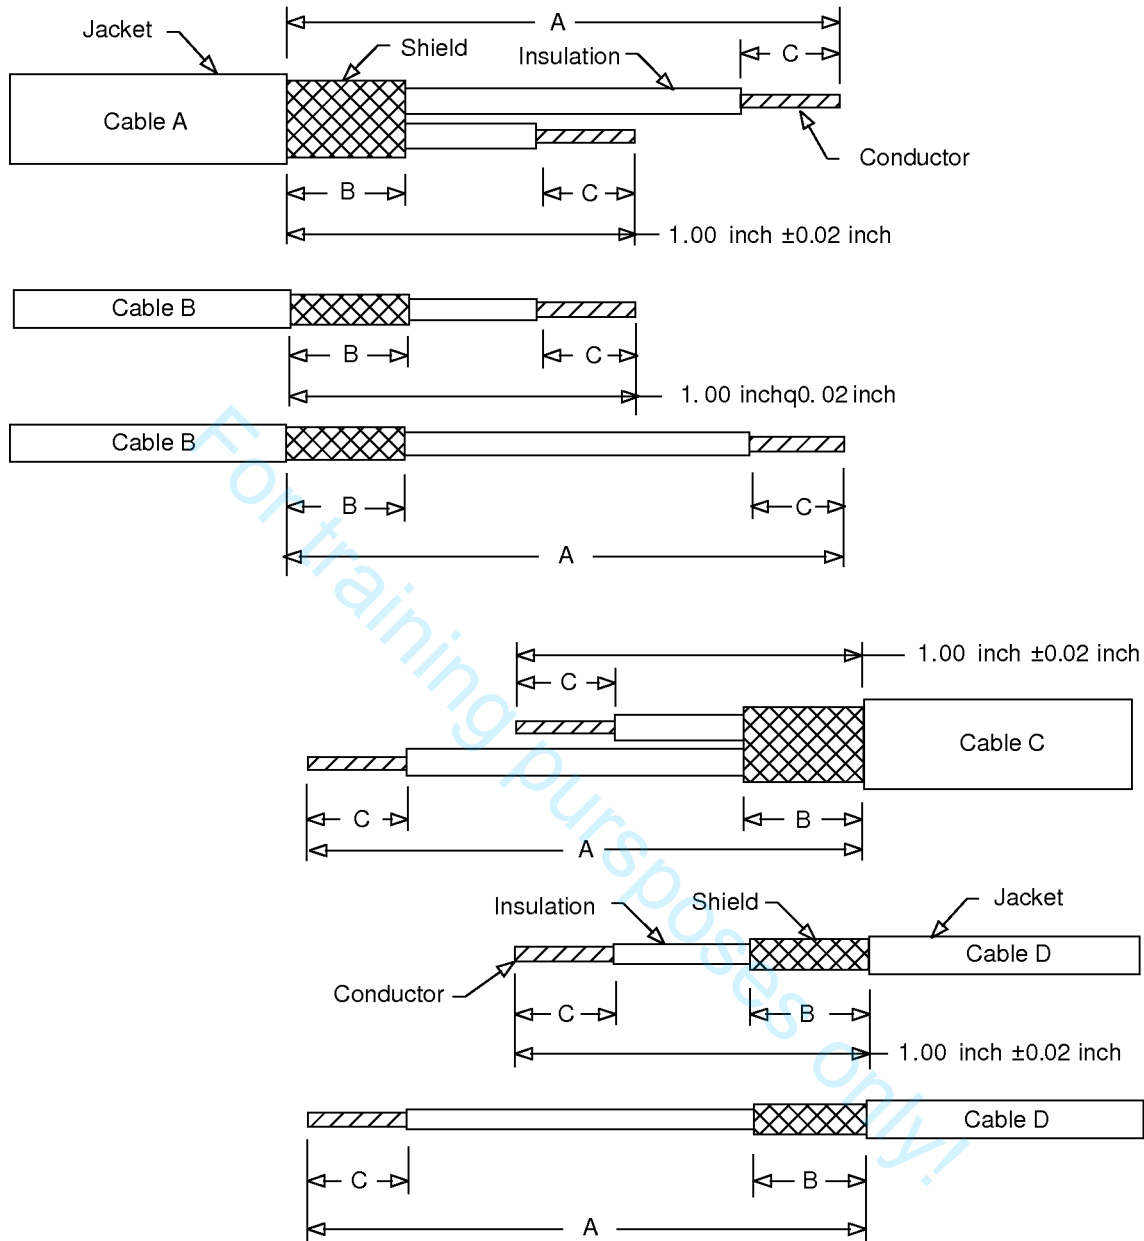 A
Jacket
Shield
Insulation
C
Cable A
Conductor
B
C
1.00 inch ±0.02 inch
Cable B
B
C
1. 00 inchq0. 02 inch
Cable B
B
C
A
1.00 inch ±0.02 inch
C
Cable C
C
B
A
Insulation
Shield
Jacket
Cable D
Conductor
C
B
1.00 inch ±0.02 inch
Cable D
C
B
A
For training pursposes only!